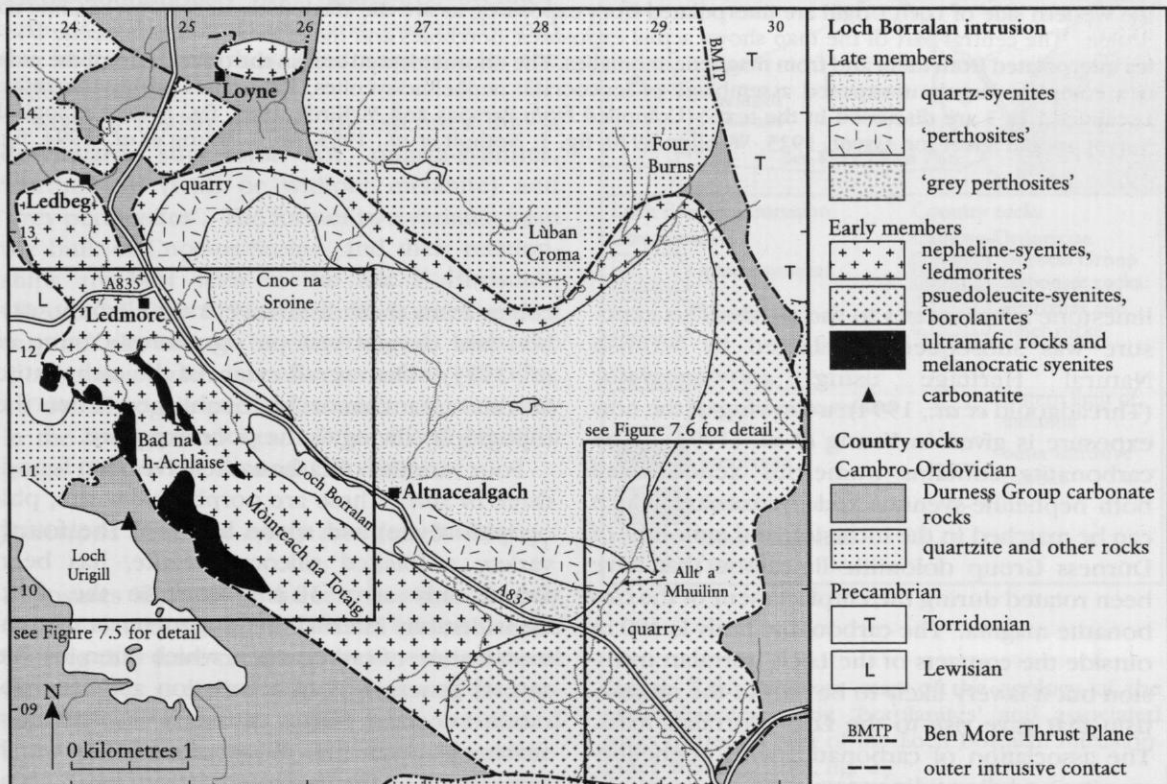 24
25
26
27
28
29
30
BMTP
T
T
14
Loyne
Four
Burns
T
quarry
Ledbeg
Lùban
Croma
13
T
Cnoc na
Sroine
A835
L
Ledmore
12
see Figure 7.6 for detail
Bad na
h-Achlaise
11
Loch Borralan
Altnacealgach
Mòinteach na Totaig
Loch
Urigill
Allt a'
Mhuilinn
10
A837
quarry
see Figure 7.5 for detail
N
09
0 kilometres 1
Loch Borralan intrusion
Late members
quartz-syenites
'perthosites'
'grey perthosites'
Early members
nepheline-syenites,
'ledmorites'
psuedoleucite-syenites,
'borolanites'
ultramafic rocks and
melanocratic syenites
carbonatite
Country rocks
Cambro-Ordovician
Durness Group carbonate
rocks
quartzite and other rocks
Precambrian
T Torridonian
L Lewisian
BMTP Ben More Thrust Plane
outer intrusive contact